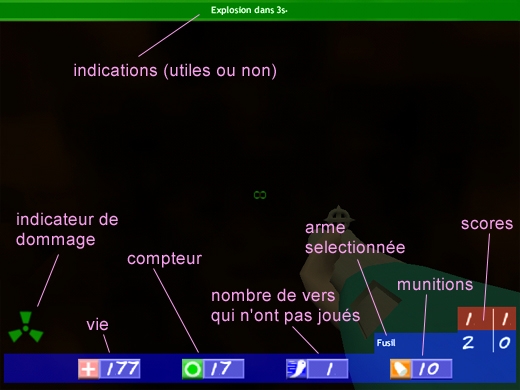 Explosion dans 3s.
indications (utiles ou non)
indicateur de
dommage
compteur
arme
selectionnée
scores
munitions
nombre de vers
qui n'ont pas joués
vie
1 1
Fusil
2 0
177
17
1
10